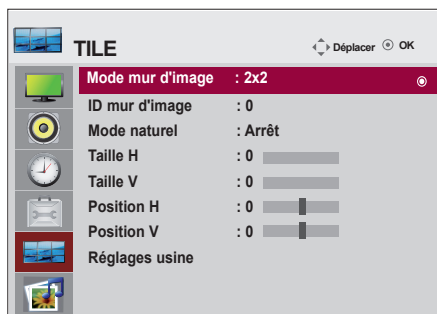 TILE
Déplacer OK
Mode mur d'image : 2x2
ID mur d'image : 0
Mode naturel : Arrêt
Taille H : 0
Taille V : 0
Position H : 0
Position V : 0
Réglages usine